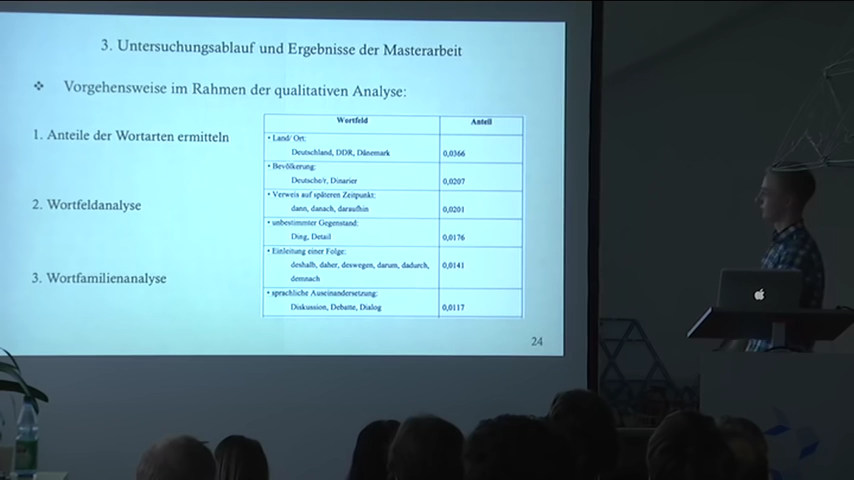 3. Untersuchungsablauf und Ergebnisse der Masterarbeit
❖ Vorgehensweise im Rahmen der qualitativen Analyse:
1. Anteile der Wortarten ermitteln
2. Wortfeldanalyse
3. Wortfamilienanalyse
Wortfeld Anteil
• Land/ Ort:
Deutschland, DDR, Dänemark 0,0366
• Bevölkerung:
Deutsche/r, Dinarier 0,0207
• Verweis auf späteren Zeitpunkt:
dann, danach, daraufhin 0,0201
• unbestimmter Gegenstand:
Ding, Detail 0,0176
• Einleitung einer Folge:
deshalb, daher, deswegen, darum, dadurch, 0,0141
demnach
• sprachliche Auseinandersetzung:
Diskussion, Debatte, Dialog 0,0117
24